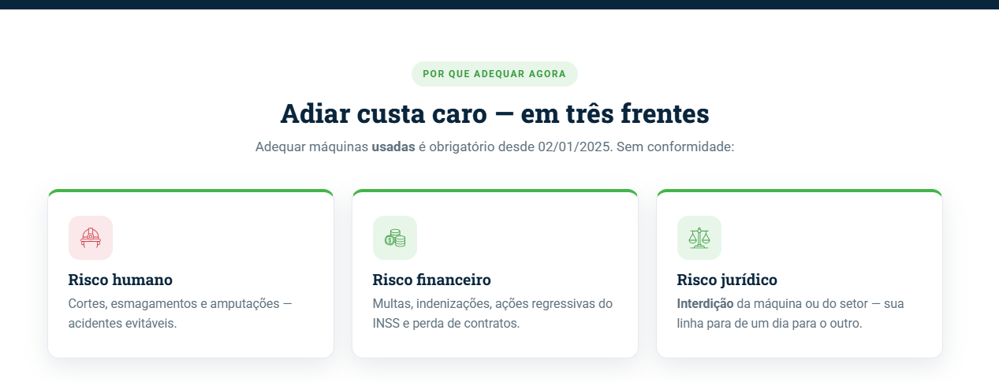 POR QUE ADEQUAR AGORA
Adiar custa caro — em três frentes
Adequar máquinas usadas é obrigatório desde 02/01/2025. Sem conformidade:
Risco humano
Cortes, esmagamentos e amputações —
acidentes evitáveis.
Risco financeiro
Multas, indenizações, ações regressivas do
INSS e perda de contratos.
Risco jurídico
Interdição da máquina ou do setor — sua
linha para de um dia para o outro.